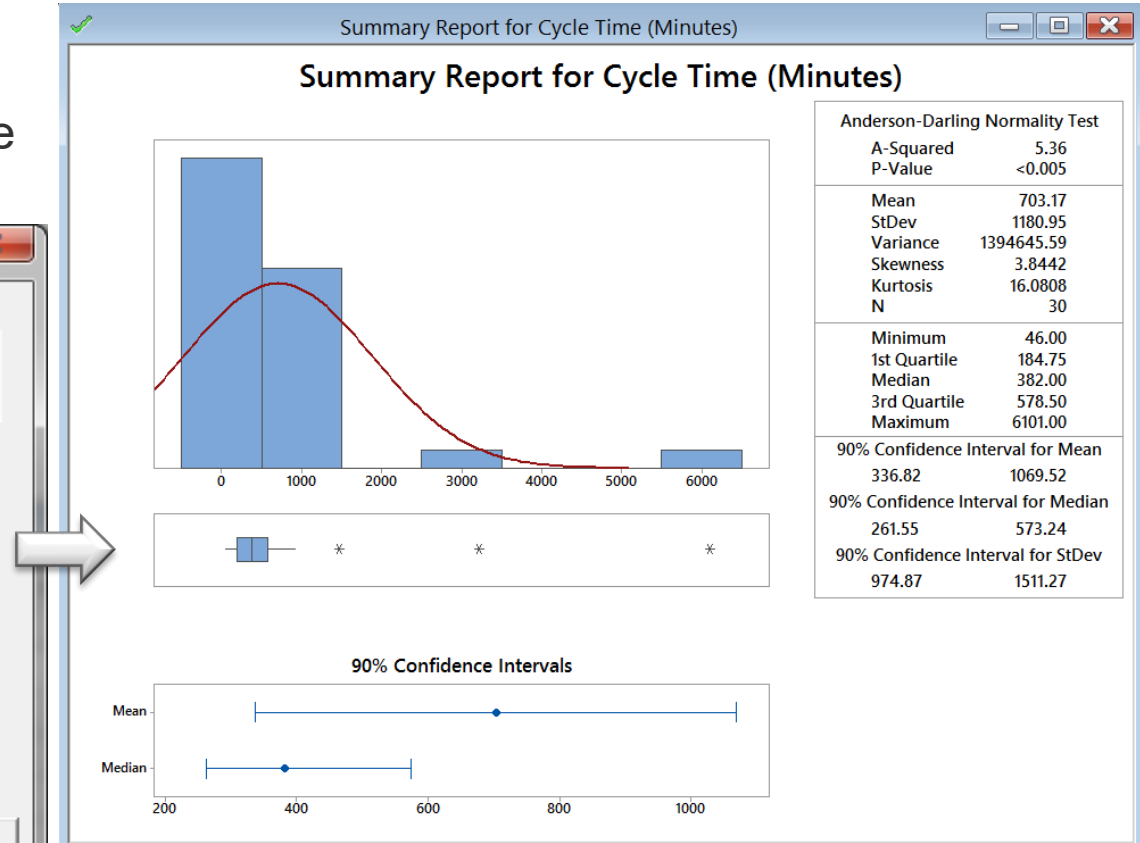 Summary Report for Cycle Time (Minutes)
Summary Report for Cycle Time (Minutes)
e
Anderson-Darling Normality Test
A-Squared 5.36
P-Value <0.005
Mean 703.17
StDev 1180.95
Variance 1394645.59
Skewness 3.8442
Kurtosis 16.0808
N 30
Minimum 46.00
1st Quartile 184.75
Median 382.00
3rd Quartile 578.50
Maximum 6101.00
90% Confidence Interval for Mean
336.82 1069.52
90% Confidence Interval for Median
261.55 573.24
90% Confidence Interval for StDev
974.87 1511.27
0 1000 2000 3000 4000 5000 6000
90% Confidence Intervals
Mean
Median
200 400 600 800 1000